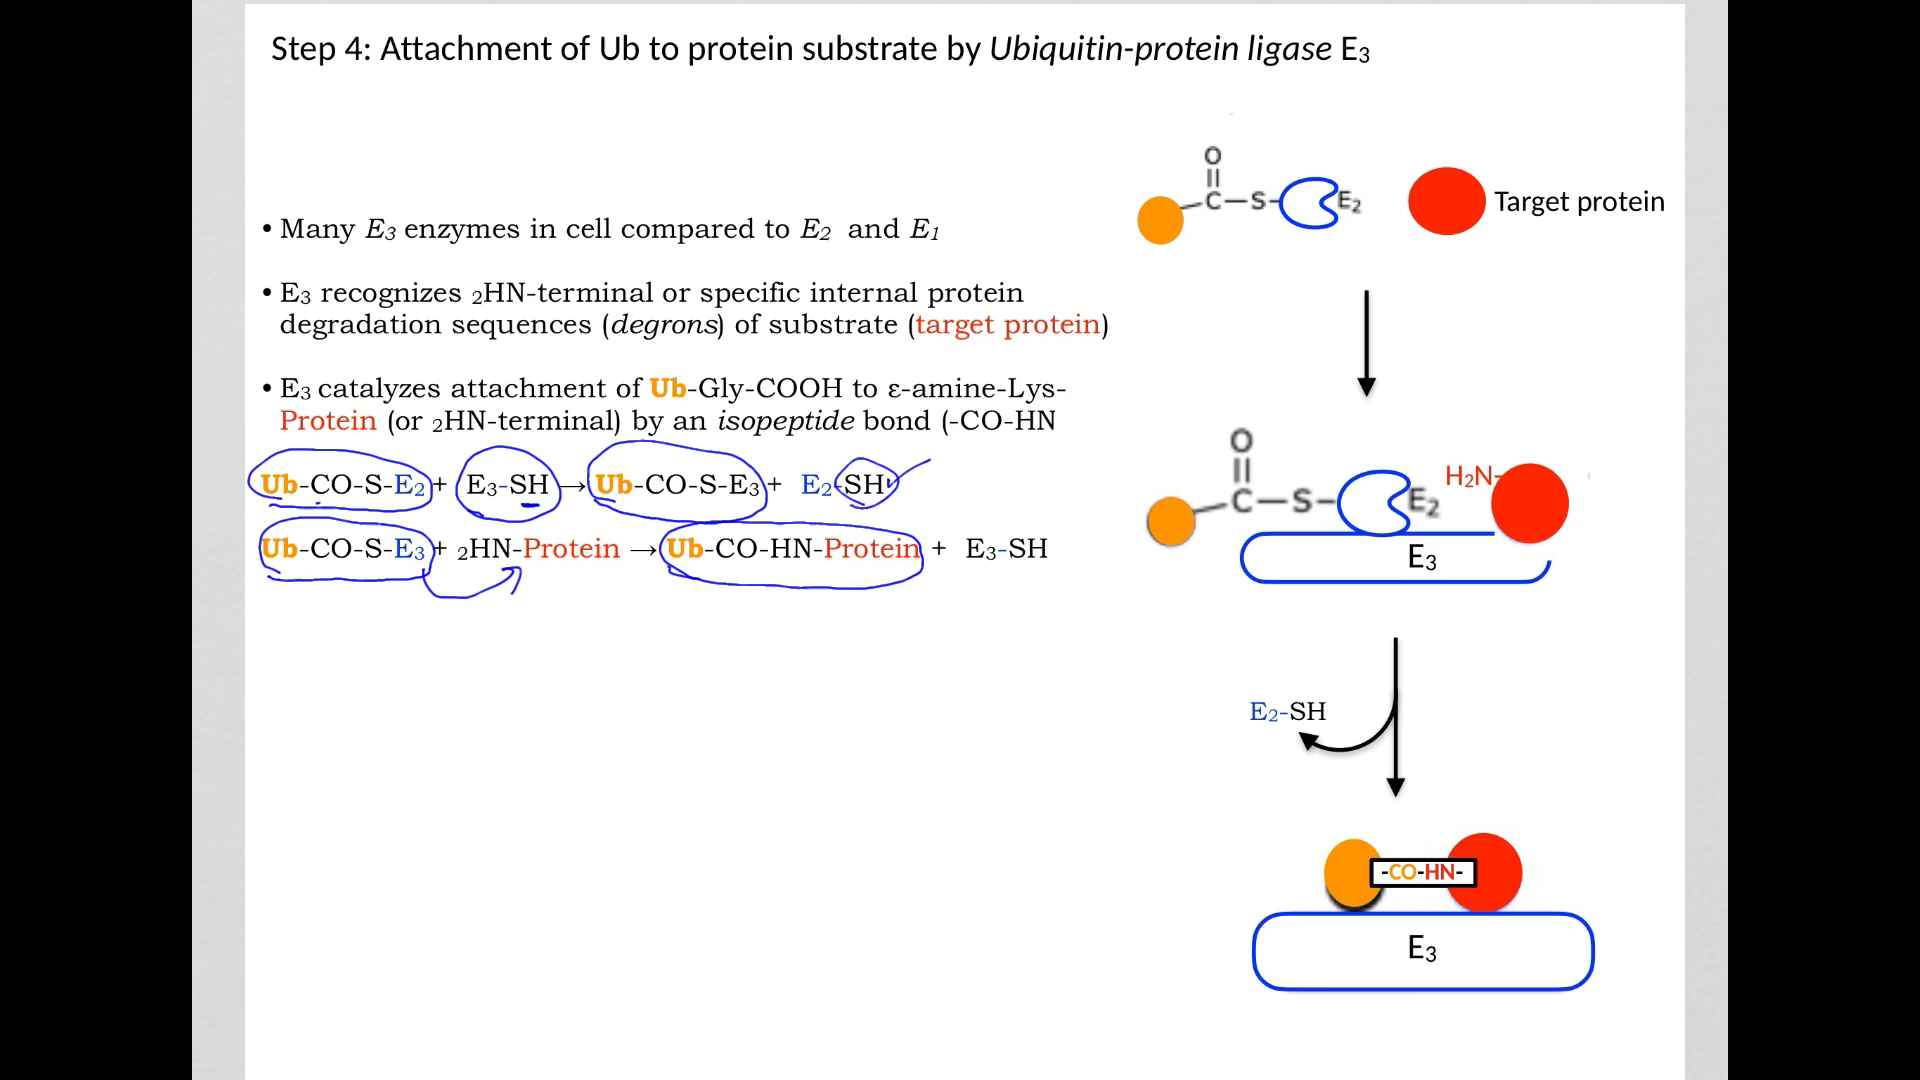 Step 4: Attachment of Ub to protein substrate by Ubiquitin-protein ligase E₃
• Many E₃ enzymes in cell compared to E₂ and E₁
• E₃ recognizes ₂HN-terminal or specific internal protein
degradation sequences (degrons) of substrate (target protein)
• E₃ catalyzes attachment of Ub-Gly-COOH to ε-amine-Lys-
Protein (or ₂HN-terminal) by an isopeptide bond (-CO-HN
Ub-CO-S-E₂ + E₃-SH → Ub-CO-S-E₃ + E₂-SH
Ub-CO-S-E₃ + ₂HN-Protein → Ub-CO-HN-Protein + E₃-SH
O
C-S- E₂
Target protein
O
C-S- E₂
H₂N-
E₃
E₂-SH
-CO-HN-
E₃